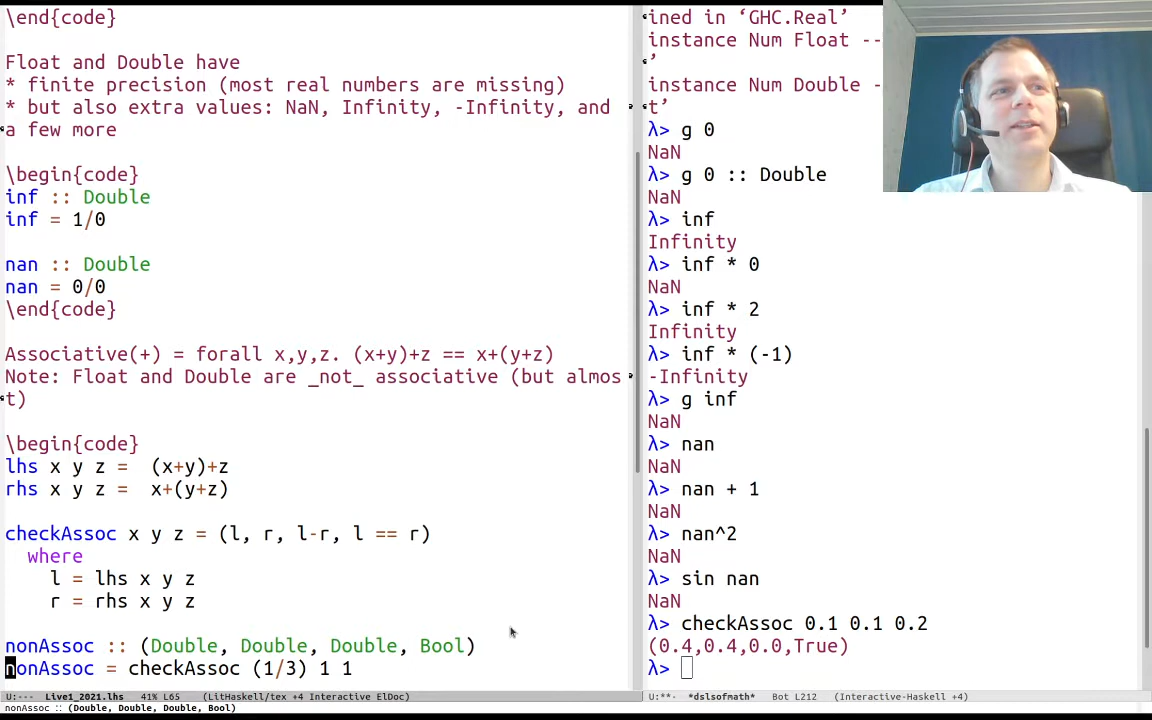 \end{code}
Float and Double have
* finite precision (most real numbers are missing)
* but also extra values: NaN, Infinity, -Infinity, and
a few more
\begin{code}
inf :: Double
inf = 1/0
nan :: Double
nan = 0/0
\end{code}
Associative(+) = forall x,y,z. (x+y)+z == x+(y+z)
Note: Float and Double are _not_ associative (but almos
t)
\begin{code}
lhs x y z =  (x+y)+z
rhs x y z =  x+(y+z)
checkAssoc x y z = (l, r, l-r, l == r)
  where
    l = lhs x y z
    r = rhs x y z
nonAssoc :: (Double, Double, Double, Bool)
nonAssoc = checkAssoc (1/3) 1 1
U:---  Live1_2021.lhs   41% L65   (LitHaskell/tex +4 Interactive ElDoc)
nonAssoc :: (Double, Double, Double, Bool)
ined in ‘GHC.Real’
instance Num Float --
’
instance Num Double -
t’
λ> g 0
NaN
λ> g 0 :: Double
NaN
λ> inf
Infinity
λ> inf * 0
NaN
λ> inf * 2
Infinity
λ> inf * (-1)
-Infinity
λ> g inf
NaN
λ> nan
NaN
λ> nan + 1
NaN
λ> nan^2
NaN
λ> sin nan
NaN
λ> checkAssoc 0.1 0.1 0.2
(0.4,0.4,0.0,True)
λ>
U:**-  *dslsofmath*   Bot L212   (Interactive-Haskell +4)